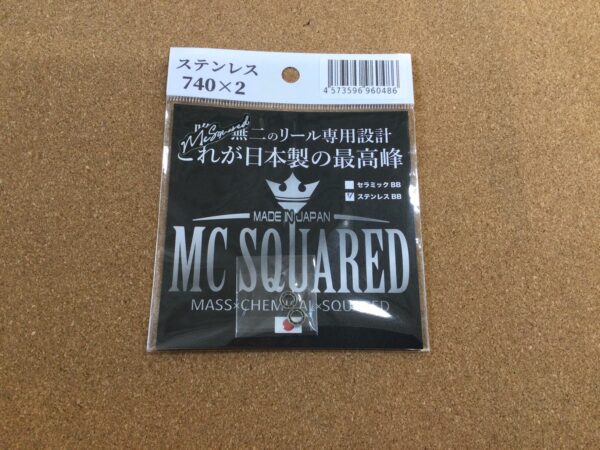 ステンレス
740×2
4 573596 960486
Mc Squared
無二のリール専用設計
これが日本製の最高峰
セラミック BB
ステンレス BB
MADE IN JAPAN
MC SQUARED
MASS×CHEMICAL×SQUARED